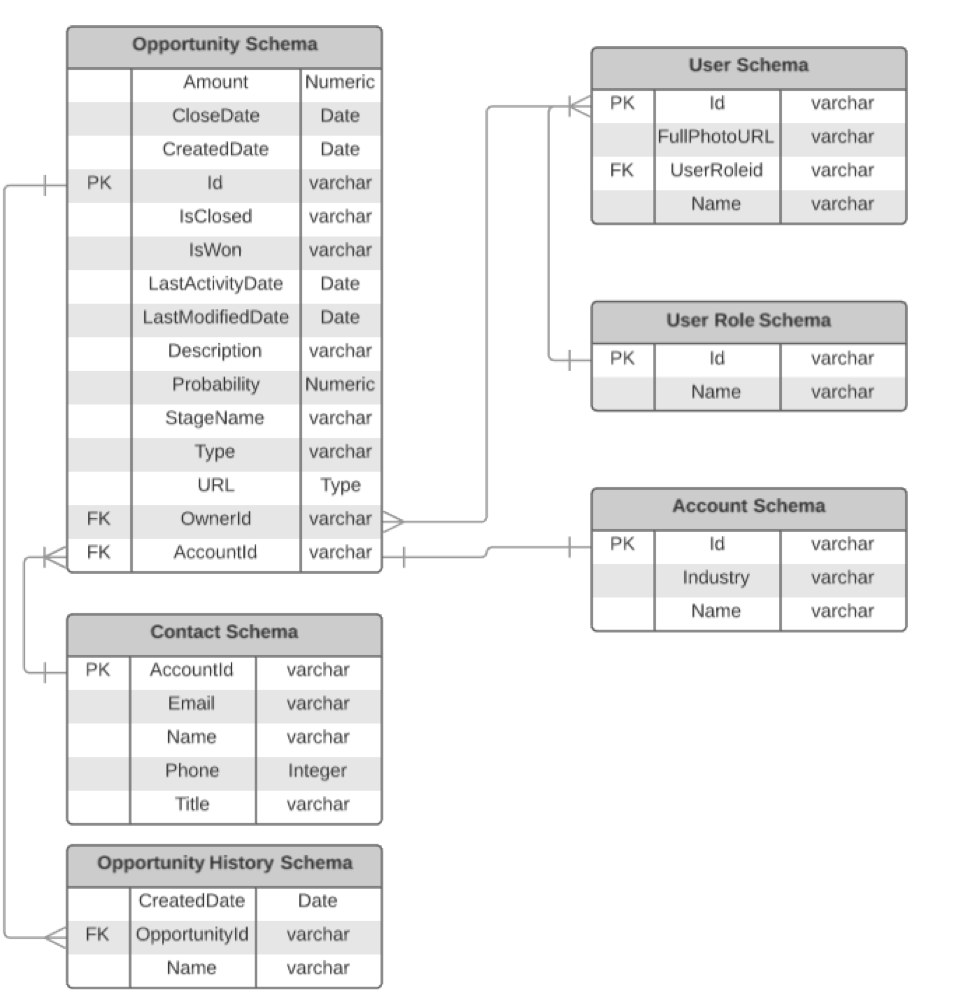 Opportunity Schema
Amount Numeric
CloseDate Date
CreatedDate Date
PK Id varchar
IsClosed varchar
IsWon varchar
LastActivityDate Date
LastModifiedDate Date
Description varchar
Probability Numeric
StageName varchar
Type varchar
URL Type
FK OwnerId varchar
FK AccountId varchar
User Schema
PK Id varchar
FullPhotoURL varchar
FK UserRoleid varchar
Name varchar
User Role Schema
PK Id varchar
Name varchar
Account Schema
PK Id varchar
Industry varchar
Name varchar
Contact Schema
PK AccountId varchar
Email varchar
Name varchar
Phone Integer
Title varchar
Opportunity History Schema
CreatedDate Date
FK OpportunityId varchar
Name varchar